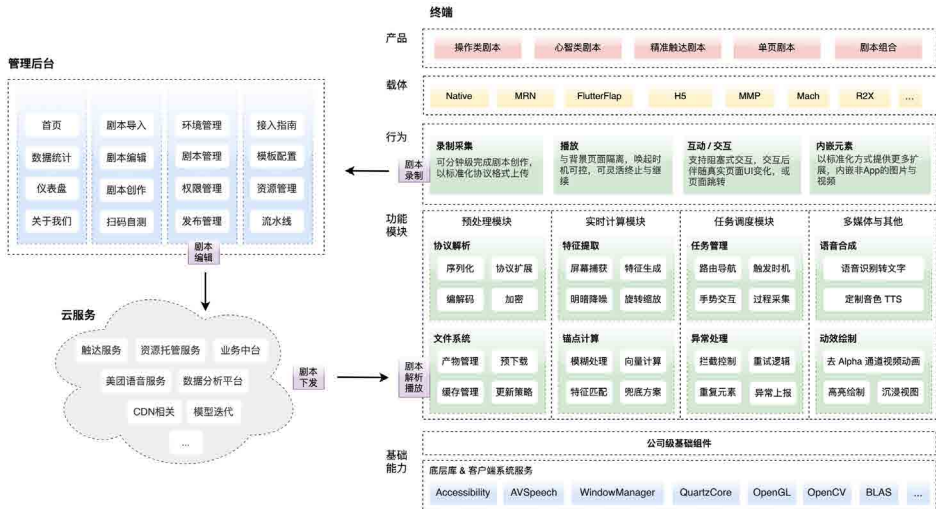 管理后台
首页
剧本导入
环境管理
接入指南
数据统计
剧本编辑
剧本管理
模板配置
仪表盘
剧本创作
权限管理
资源管理
关于我们
扫码自测
发布管理
流水线
剧本
编辑
云服务
触达服务
资源托管服务
业务中台
美团语音服务
数据分析平台
CDN相关
模型迭代
...
剧本
下发
终端
产品
操作类剧本
心智类剧本
精准触达剧本
单页剧本
剧本组合
载体
Native
MRN
FlutterFlap
H5
MMP
Mach
R2X
...
行为
剧本
录制
录制采集
可分钟级完成剧本创作,
以标准化协议格式上传
播放
与背景页面隔离，唤起时
机可控，可灵活终止与
继续
互动 / 交互
支持阻塞式交互，交互后
伴随真实页面UI变化，或
页面跳转
内嵌元素
以标准化方式提供更多扩
展，内嵌非App的图片与
视频
功能
模块
预处理模块
实时计算模块
任务调度模块
多媒体与其他
协议解析
序列化
协议扩展
编解码
加密
特征提取
屏幕捕获
特征生成
明暗降噪
旋转缩放
任务管理
路由导航
触发时机
手势交互
过程采集
语音合成
语音识别转文字
定制音色 TTS
剧本
解析
播放
文件系统
产物管理
预下载
缓存管理
更新策略
锚点计算
模糊处理
向量计算
特征匹配
兜底方案
异常处理
拦截控制
重试逻辑
重复元素
异常上报
动效绘制
去 Alpha 通道视频动画
高亮绘制
沉浸视图
基础
能力
公司级基础组件
底层库 & 客户端系统服务
Accessibility
AVSpeech
WindowManager
QuartzCore
OpenGL
OpenCV
BLAS
...